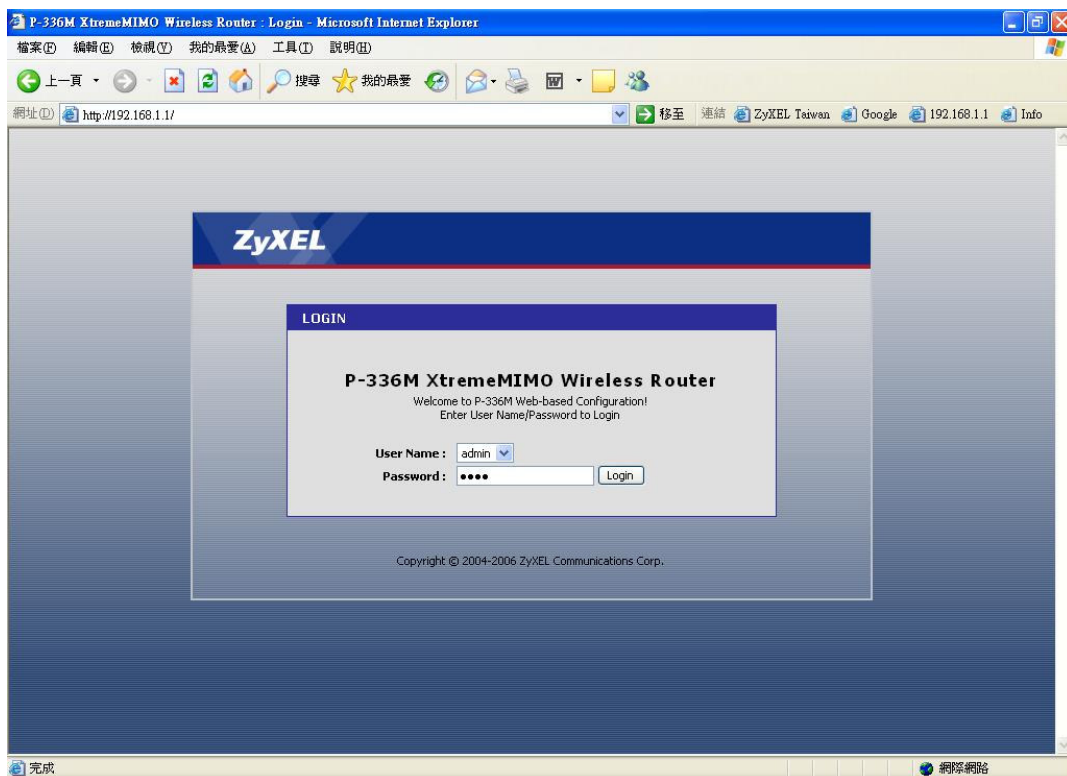 P-336M XtremeMIMO Wireless Router : Login - Microsoft Internet Explorer
檔案(F) 編輯(E) 檢視(V) 我的最愛(A) 工具(T) 說明(H)
上一頁 搜尋 我的最愛
網址(D) http://192.168.1.1/ 移至 連結 ZyXEL Taiwan Google 192.168.1.1 Info
ZyXEL
LOGIN
P-336M XtremeMIMO Wireless Router
Welcome to P-336M Web-based Configuration!
Enter User Name/Password to Login
User Name : admin
Password : ●●●● Login
Copyright © 2004-2006 ZyXEL Communications Corp.
完成 網際網路